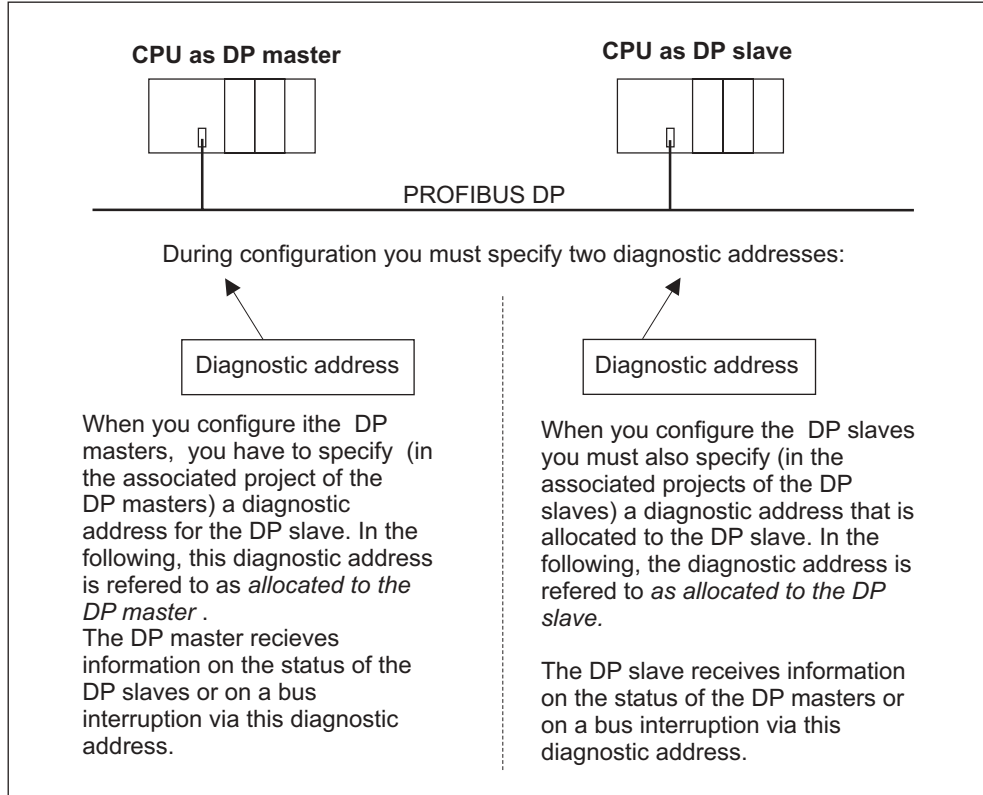 CPU as DP master
CPU as DP slave
PROFIBUS DP
During configuration you must specify two diagnostic addresses:
Diagnostic address
Diagnostic address
When you configure ithe  DP
masters,  you have to specify  (in
the associated project of the
DP masters) a diagnostic
address for the DP slave. In the
following, this diagnostic address
is refered to as allocated to the
DP master .
The DP master recieves
information on the status of the
DP slaves or on a bus
interruption via this diagnostic
address.
When you configure the  DP slaves
you must also specify (in the
associated projects of the DP
slaves) a diagnostic address that is
allocated to the DP slave. In the
following, the diagnostic address is
refered to as allocated to the DP
slave.
The DP slave receives information
on the status of the DP masters or
on a bus interruption via this
diagnostic address.